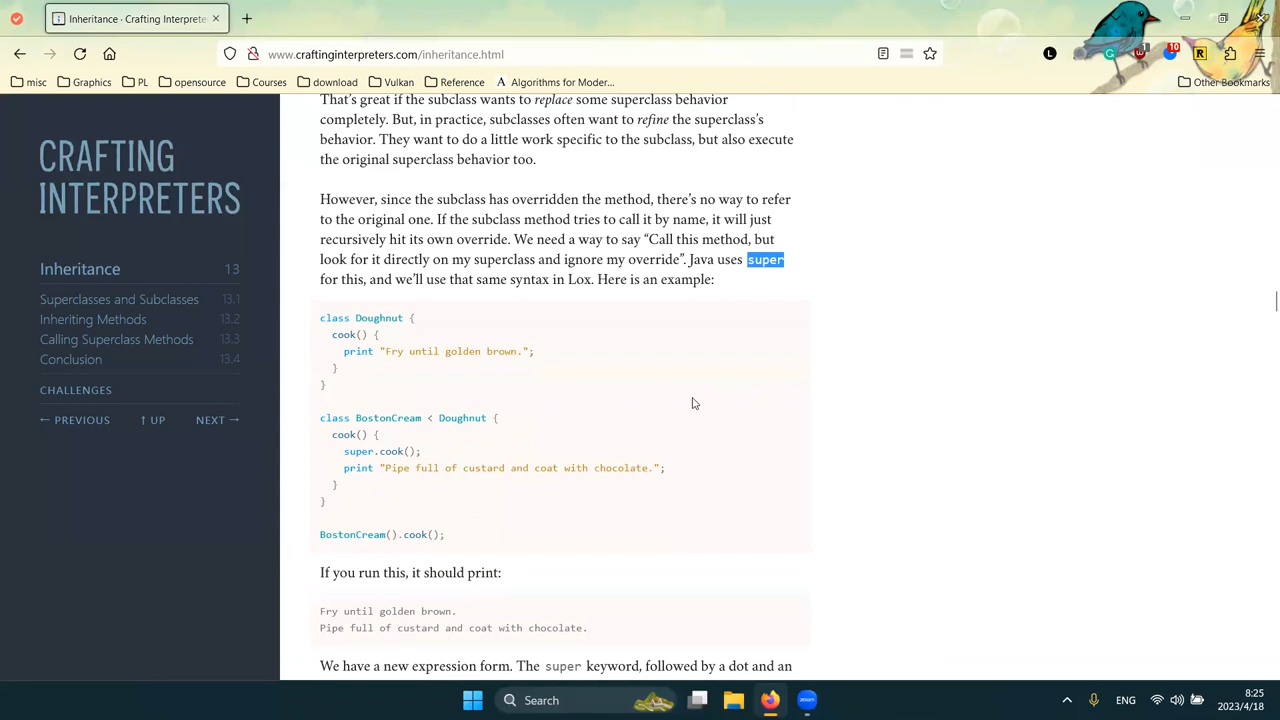 Inheritance · Crafting Interprete
www.craftinginterpreters.com/inheritance.html
1
10
misc
Graphics
PL
opensource
Courses
download
Vulkan
Reference
Algorithms for Moder...
Other Bookmarks
CRAFTING
INTERPRETERS
Inheritance 13
Superclasses and Subclasses 13.1
Inheriting Methods 13.2
Calling Superclass Methods 13.3
Conclusion 13.4
CHALLENGES
← PREVIOUS ↑ UP NEXT →
That’s great if the subclass wants to replace some superclass behavior
completely. But, in practice, subclasses often want to refine the superclass’s
behavior. They want to do a little work specific to the subclass, but also execute
the original superclass behavior too.
However, since the subclass has overridden the method, there’s no way to refer
to the original one. If the subclass method tries to call it by name, it will just
recursively hit its own override. We need a way to say “Call this method, but
look for it directly on my superclass and ignore my override”. Java uses super
for this, and we’ll use that same syntax in Lox. Here is an example:
class Doughnut {
cook() {
print "Fry until golden brown.";
}
}
class BostonCream < Doughnut {
cook() {
super.cook();
print "Pipe full of custard and coat with chocolate.";
}
}
BostonCream().cook();
If you run this, it should print:
Fry until golden brown.
Pipe full of custard and coat with chocolate.
We have a new expression form. The super keyword, followed by a dot and an
Search
zoom
ENG
8:25
2023/4/18